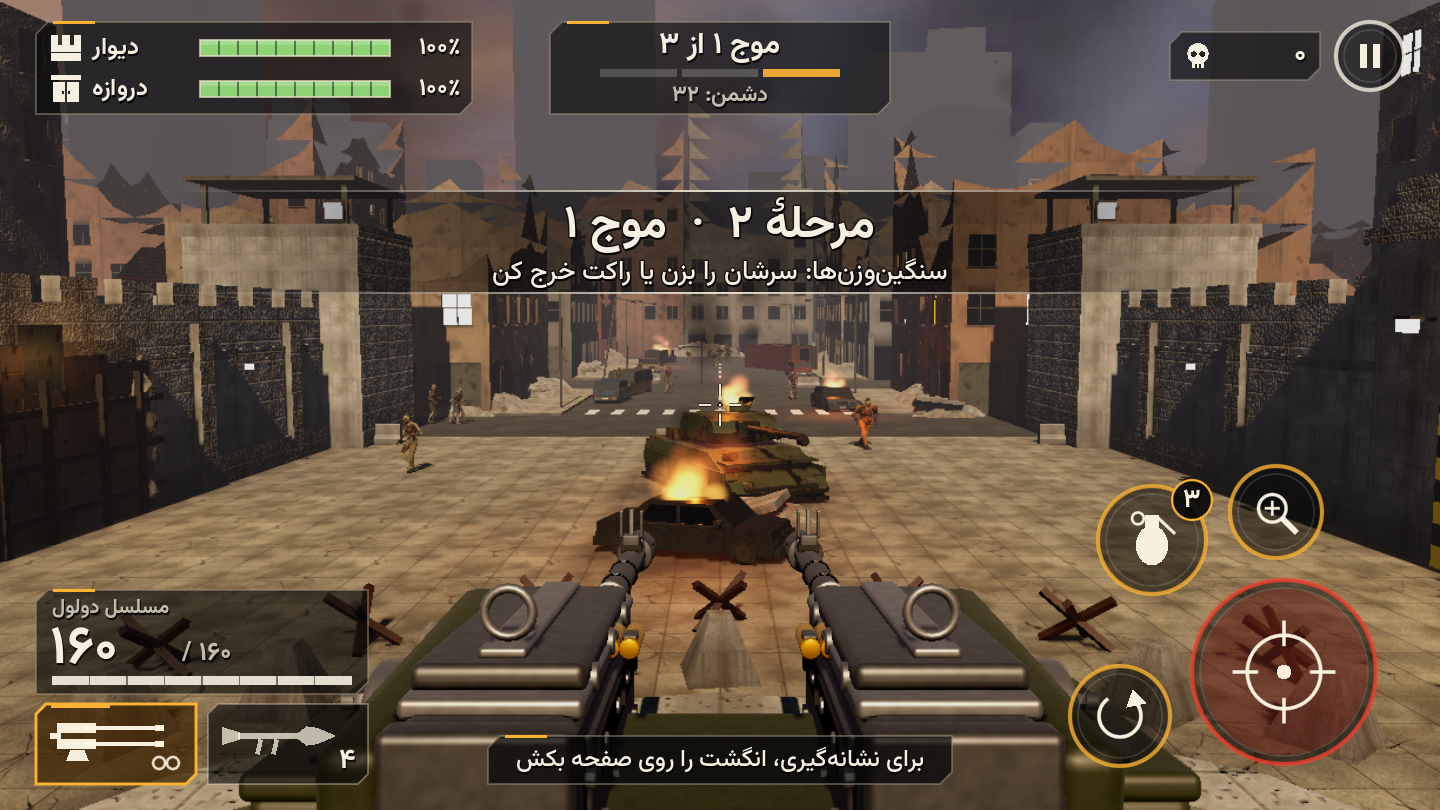 دیوار ۱۰۰٪
دروازه ۱۰۰٪
موج ۱ از ۳
دشمن: ۳۲
۰
مرحلهٔ ۲ · موج ۱
سنگین‌وزن‌ها: سرشان را بزن یا راکت خرج کن
۳
مسلسل دولول
۱۶۰ / ۱۶۰
∞
۴
برای نشانه‌گیری، انگشت را روی صفحه بکش